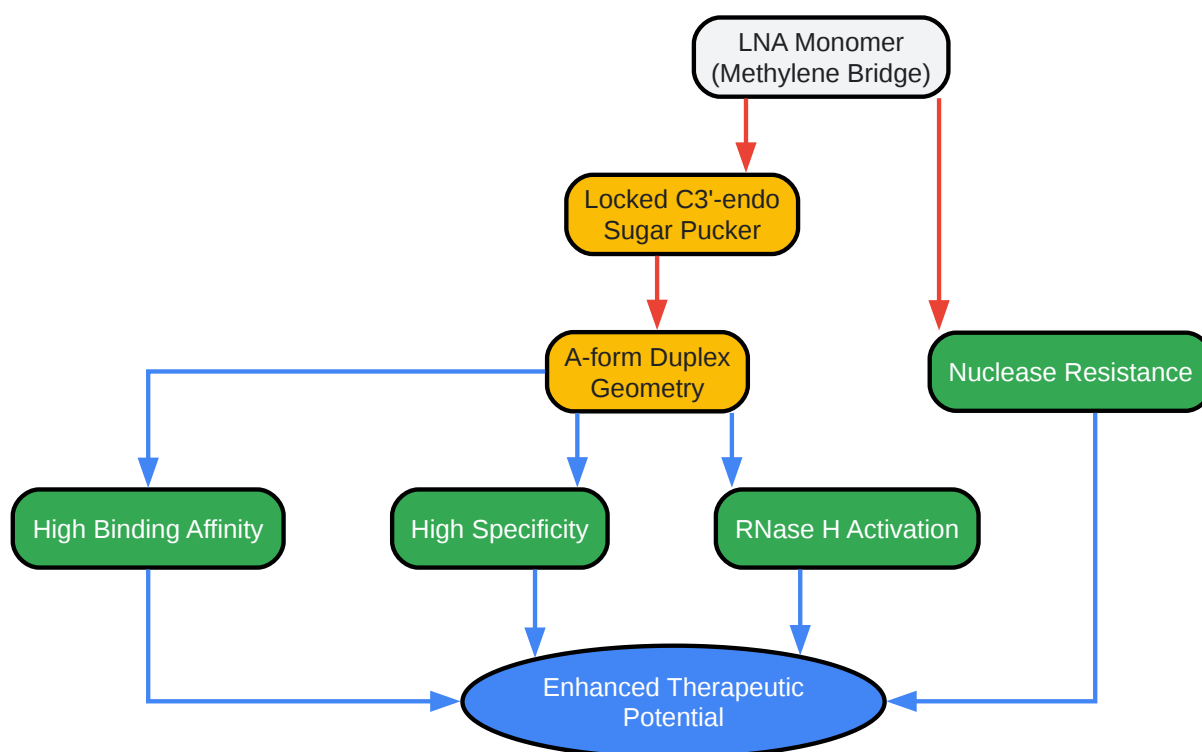 LNA Monomer
(Methylene Bridge)
Locked C3'-endo
Sugar Pucker
A-form Duplex
Geometry
Nuclease Resistance
High Binding Affinity
High Specificity
RNase H Activation
Enhanced Therapeutic
Potential